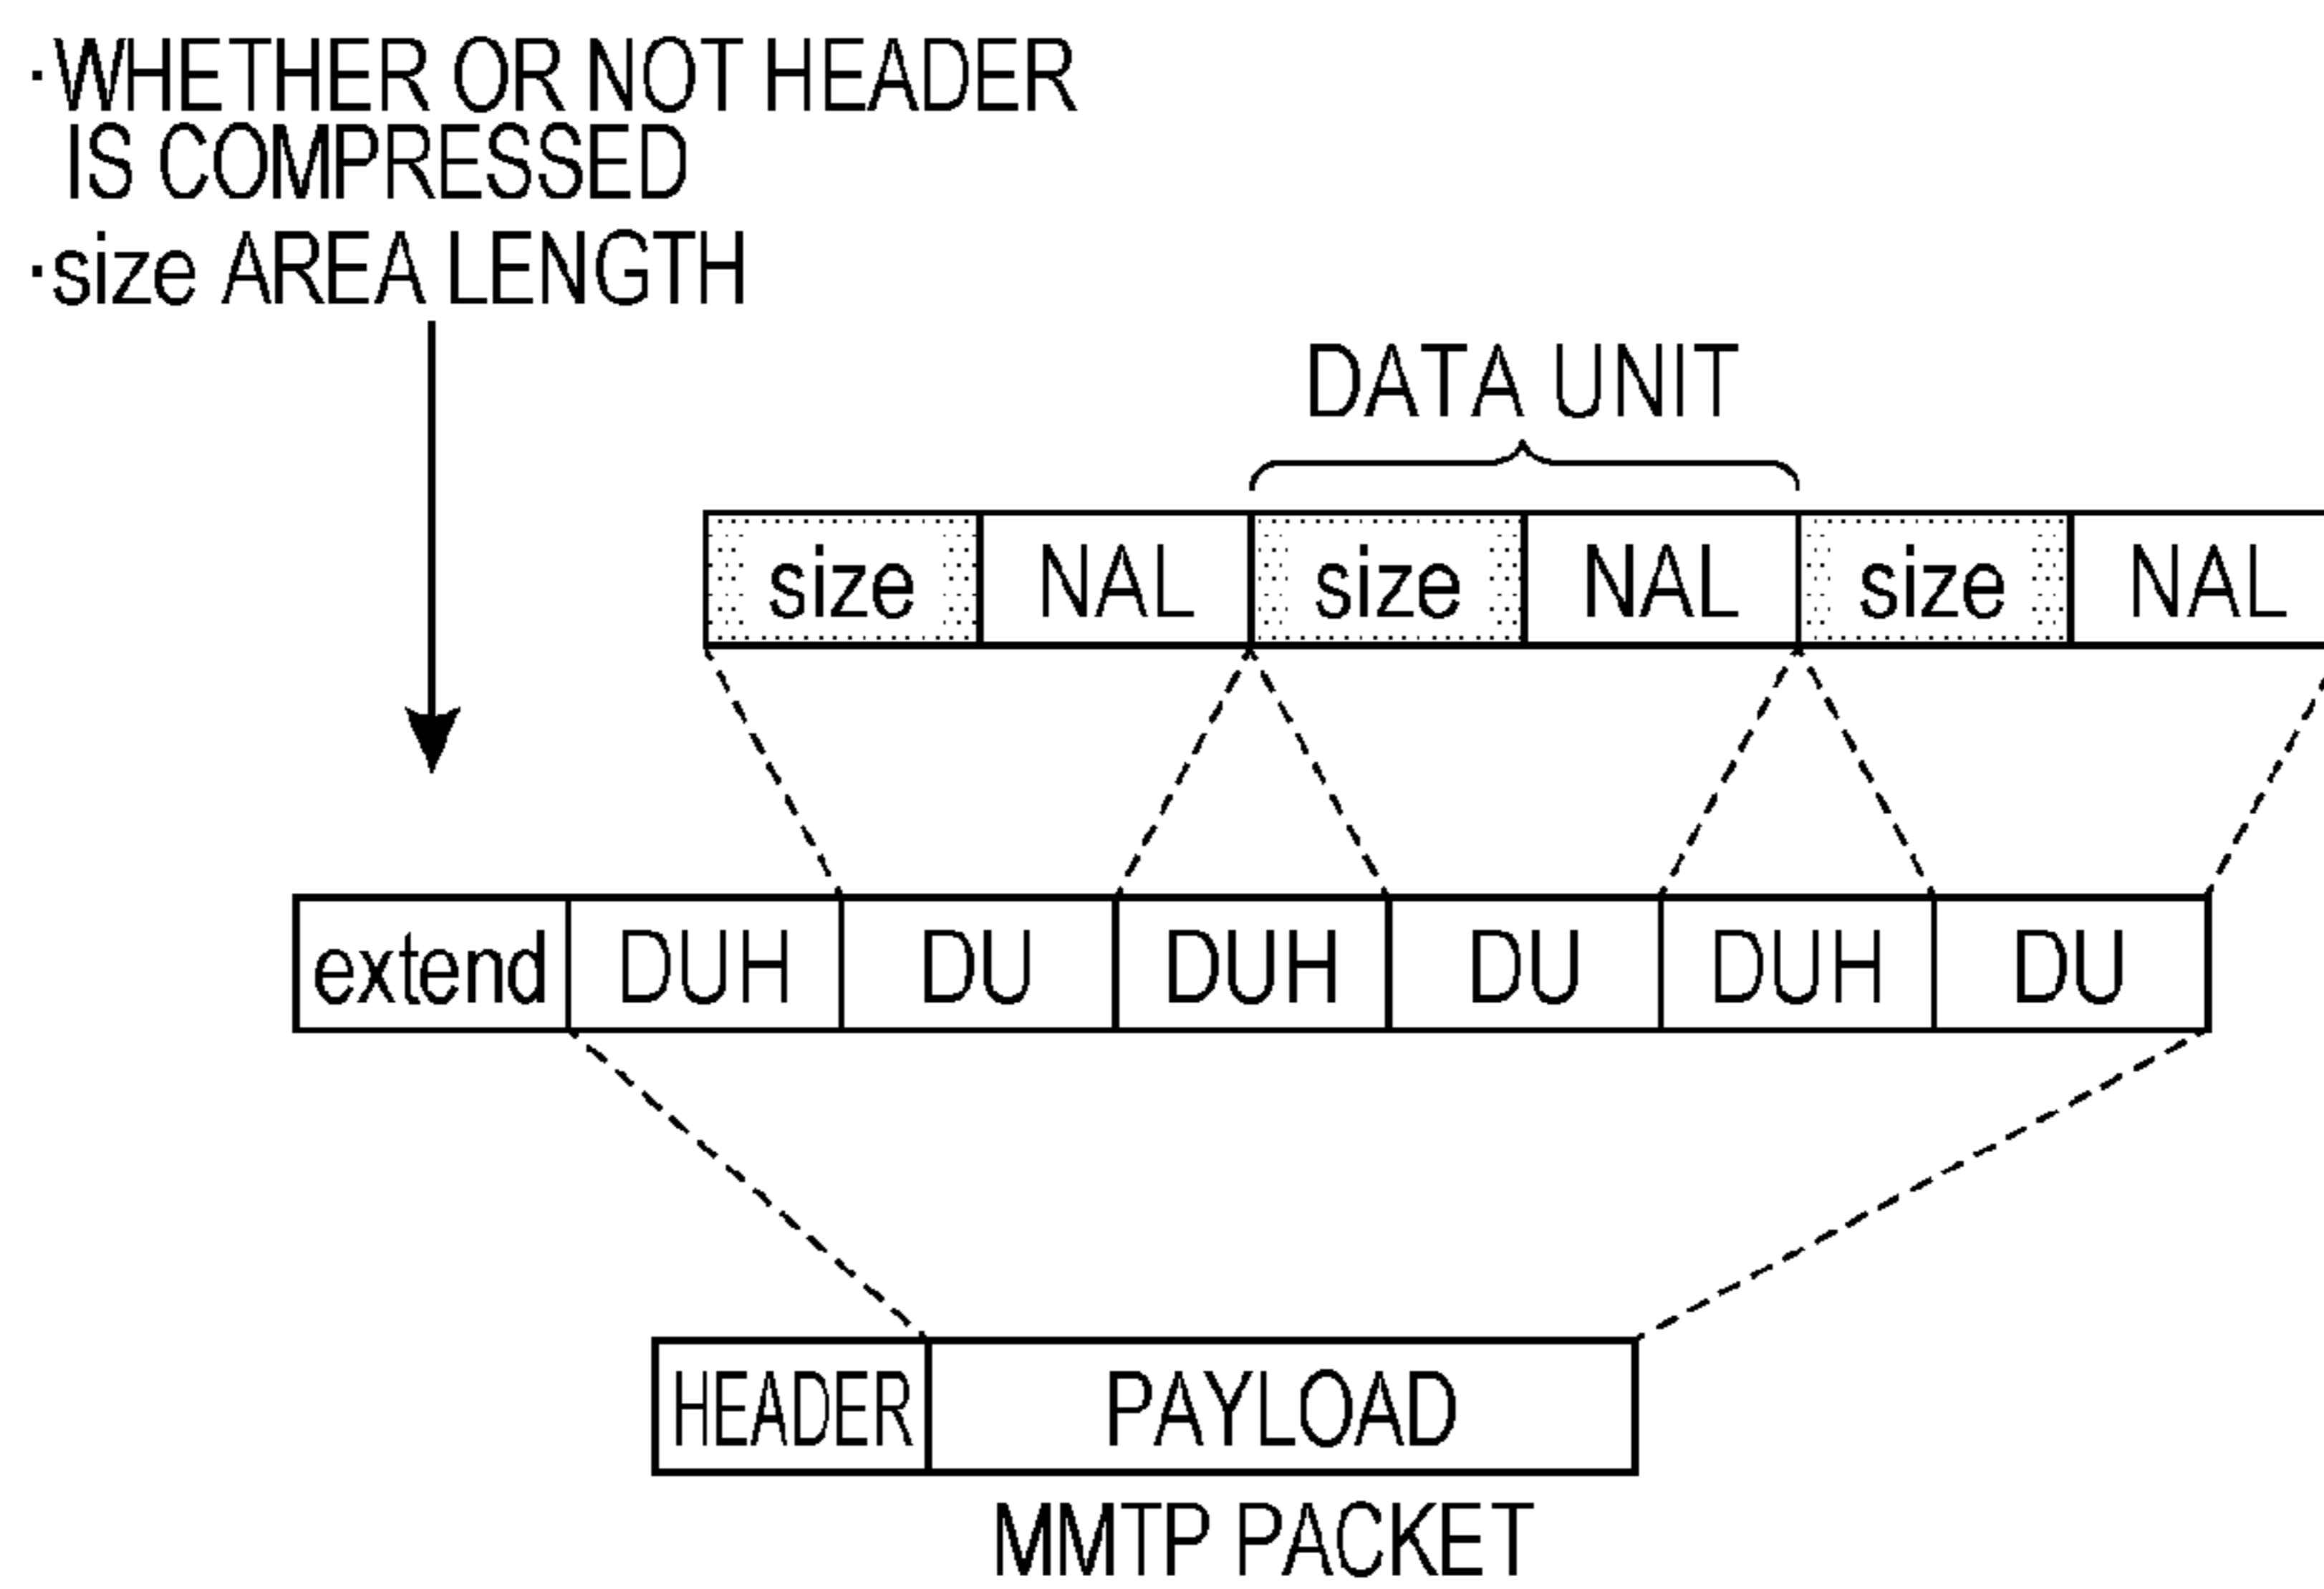 ·WHETHER OR NOT HEADER
IS COMPRESSED
·size AREA LENGTH
DATA UNIT
size NAL size NAL size NAL
extend DUH DU DUH DU DUH DU
HEADER PAYLOAD
MMTP PACKET